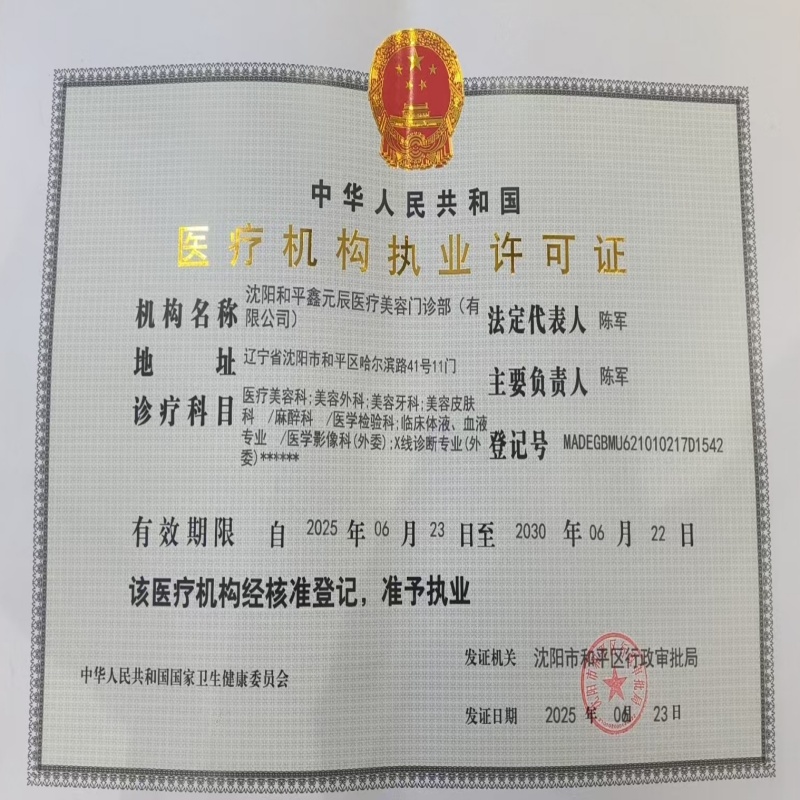 中华人民共和国
医疗机构执业许可证
机构名称 沈阳和平鑫元辰医疗美容门诊部（有
限公司）
法定代表人 陈军
地 址 辽宁省沈阳市和平区哈尔滨路41号11门
主要负责人 陈军
诊疗科目 医疗美容科;美容外科;美容牙科;美容皮肤
科 /麻醉科 /医学检验科;临床体液、血液
专业 /医学影像科(外委);X线诊断专业(外
委)******
登记号 MADEGBMU621010217D1542
有效期限 自 2025 年 06 月 23 日至 2030 年 06 月 22 日
该医疗机构经核准登记，准予执业
中华人民共和国国家卫生健康委员会
发证机关 沈阳市和平区行政审批局
发证日期 2025 年 06 月 23 日